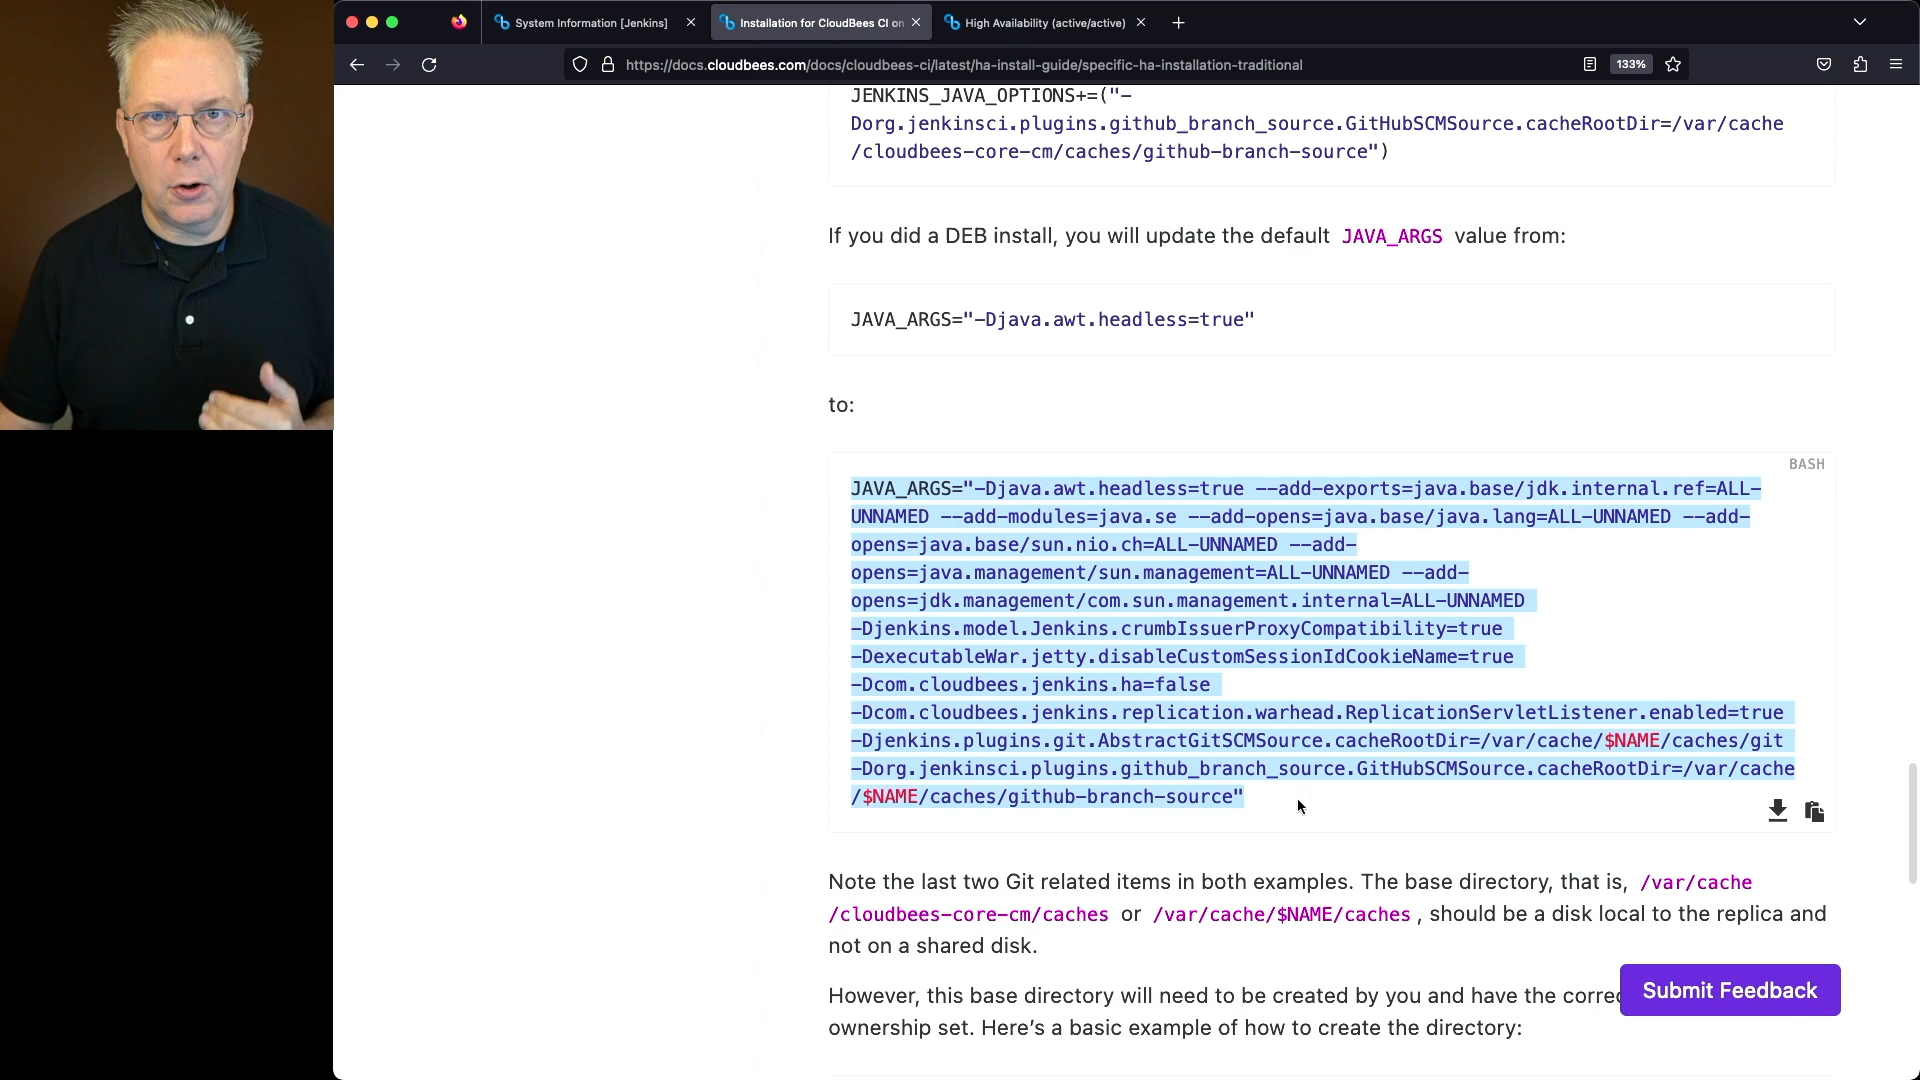 System Information [Jenkins]
Installation for CloudBees CI on
High Availability (active/active)
https://docs.cloudbees.com/docs/cloudbees-ci/latest/ha-install-guide/specific-ha-installation-traditional
133%
JENKINS_JAVA_OPTIONS+=("-
Dorg.jenkinsci.plugins.github_branch_source.GitHubSCMSource.cacheRootDir=/var/cache
/cloudbees-core-cm/caches/github-branch-source")
If you did a DEB install, you will update the default JAVA_ARGS value from:
JAVA_ARGS="-Djava.awt.headless=true"
to:
BASH
JAVA_ARGS="-Djava.awt.headless=true --add-exports=java.base/jdk.internal.ref=ALL-
UNNAMED --add-modules=java.se --add-opens=java.base/java.lang=ALL-UNNAMED --add-
opens=java.base/sun.nio.ch=ALL-UNNAMED --add-
opens=java.management/sun.management=ALL-UNNAMED --add-
opens=jdk.management/com.sun.management.internal=ALL-UNNAMED
-Djenkins.model.Jenkins.crumbIssuerProxyCompatibility=true
-DexecutableWar.jetty.disableCustomSessionIdCookieName=true
-Dcom.cloudbees.jenkins.ha=false
-Dcom.cloudbees.jenkins.replication.warhead.ReplicationServletListener.enabled=true
-Djenkins.plugins.git.AbstractGitSCMSource.cacheRootDir=/var/cache/$NAME/caches/git
-Dorg.jenkinsci.plugins.github_branch_source.GitHubSCMSource.cacheRootDir=/var/cache
/$NAME/caches/github-branch-source"
Note the last two Git related items in both examples. The base directory, that is, /var/cache
/cloudbees-core-cm/caches or /var/cache/$NAME/caches, should be a disk local to the replica and
not on a shared disk.
However, this base directory will need to be created by you and have the correc
ownership set. Here's a basic example of how to create the directory:
Submit Feedback